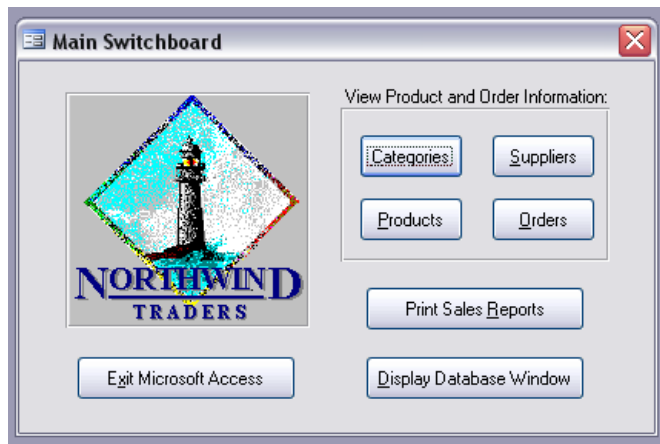 Main Switchboard
View Product and Order Information:
Categories
Suppliers
Products
Orders
NORTHWIND
TRADERS
Print Sales Reports
Exit Microsoft Access
Display Database Window